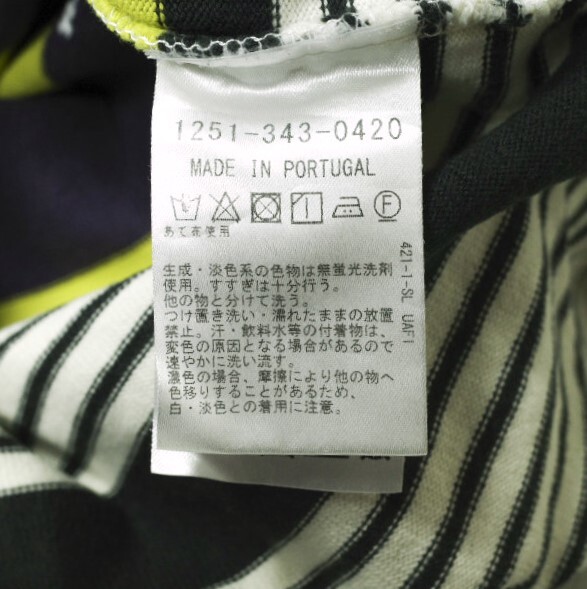 1251-343-0420
MADE IN PORTUGAL
あて布使用
生成・淡色系の色物は無蛍光洗剤
使用。すすぎは十分行う。
他の物と分けて洗う。
つけ置き洗い・濡れたままの放置
禁止。汗・飲料水等の付着物は、
変色の原因となる場合があるので
速やかに洗い流す。
濃色の場合、摩擦により他の物へ
色移りすることがあるため、
白・淡色との着用に注意。
421-I-SL UAF1